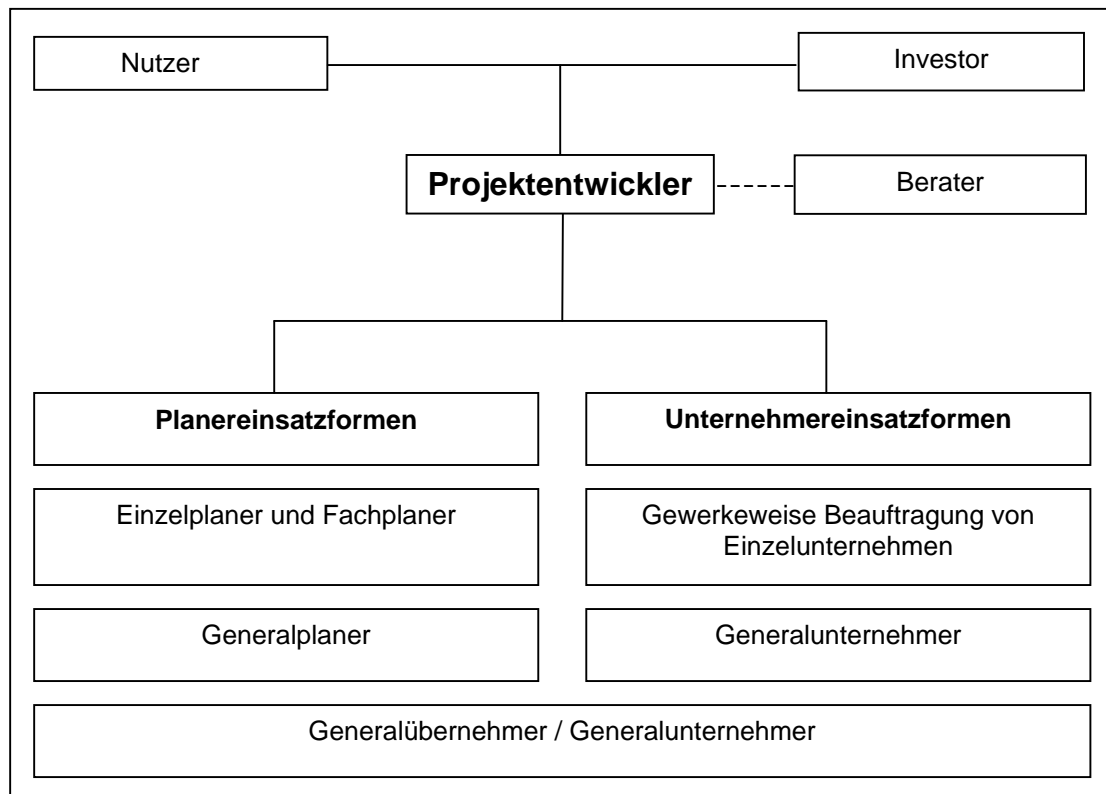 Nutzer
Investor
Projektentwickler
Berater
Planereinsatzformen
Unternehmereinsatzformen
Einzelplaner und Fachplaner
Gewerkeweise Beauftragung von
Einzelunternehmen
Generalplaner
Generalunternehmer
Generalübernehmer / Generalunternehmer